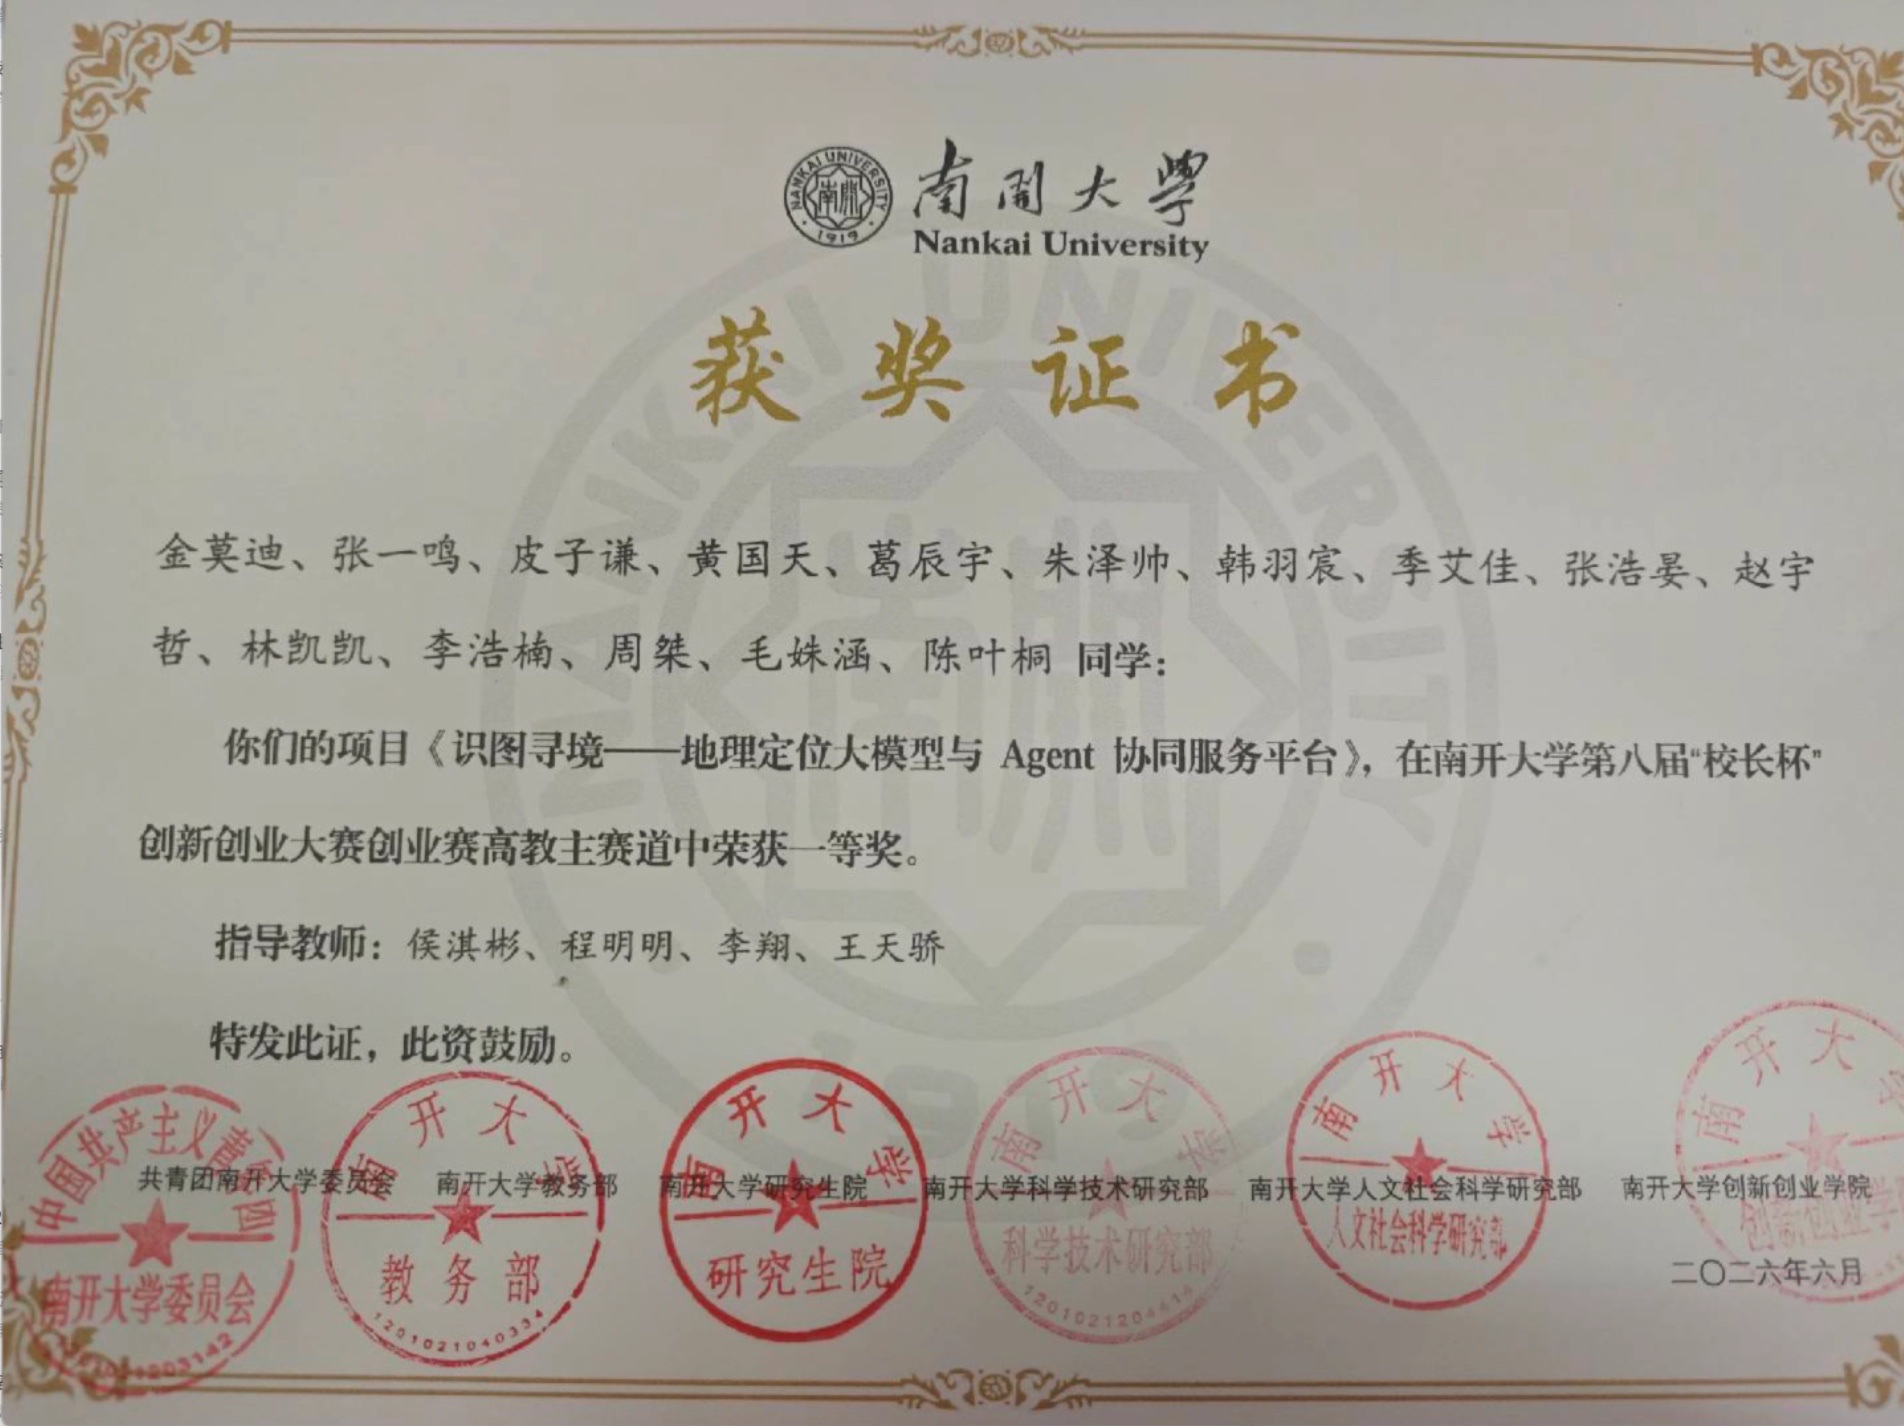 NANKAI UNIVERSITY
南开
1919
南開大學
Nankai University
获奖证书
金莫迪、张一鸣、皮子谦、黄国天、葛辰宇、朱泽帅、韩羽宸、季艾佳、张浩晏、赵宇
哲、林凯凯、李浩楠、周桀、毛姝涵、陈叶桐 同学：
你们的项目《识图寻境——地理定位大模型与 Agent 协同服务平台》，在南开大学第八届“校长杯”
创新创业大赛创业赛高教主赛道中荣获一等奖。
指导教师：侯淇彬、程明明、李翔、王天骄
特发此证，此资鼓励。
共青团南开大学委员会 南开大学教务部 南开大学研究生院 南开大学科学技术研究部 南开大学人文社会科学研究部 南开大学创新创业学院
二〇二六年六月
中国共产主义青年团
南开大学委员会
南开大学
教务部
1201021040334
南开大学
研究生院
南开大学
科学技术研究部
南开大学
人文社会科学研究部
南开大学
创新创业学